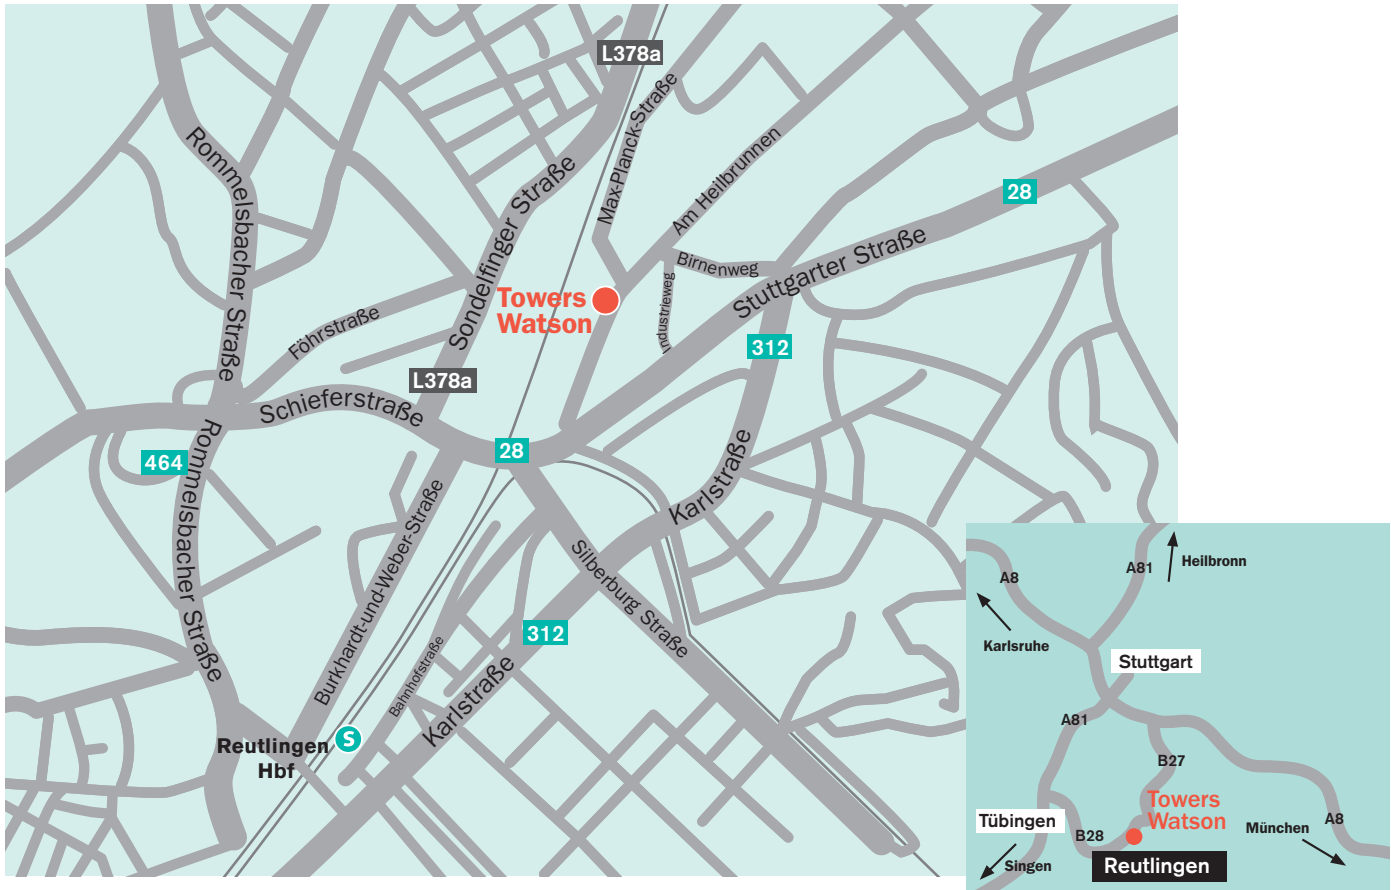 L378a
Max-Planck-Straße
Rommelsbacher Straße
Am Heilbrunnen
Sondelfinger Straße
28
Stuttgarter Straße
Birnenweg
Industrieweg
Towers
Watson
Föhrstraße
312
L378a
Schieferstraße
28
464
Rommelsbacher Straße
Karlstraße
Burkhardt-und-Weber-Straße
Silberburg Straße
312
Bahnhofstraße
Karlstraße
Reutlingen
Hbf
S
A81
Heilbronn
A8
Karlsruhe
Stuttgart
A81
B27
Towers
Watson
Tübingen
B28
München
A8
Singen
Reutlingen